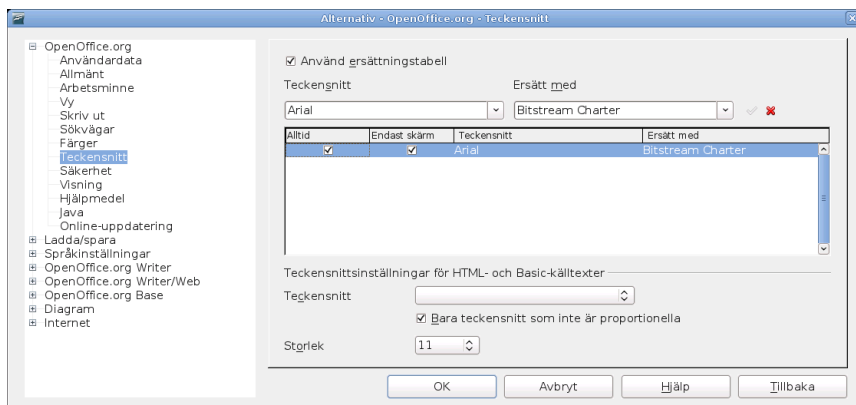 Alternativ - OpenOffice.org - Teckensnitt
OpenOffice.org
Användardata
Allmänt
Arbetsminne
Vy
Skriv ut
Sökvägar
Färger
Teckensnitt
Säkerhet
Visning
Hjälpmedel
Java
Online-uppdatering
Ladda/spara
Språkinställningar
OpenOffice.org Writer
OpenOffice.org Writer/Web
OpenOffice.org Base
Diagram
Internet
Använd ersättningstabell
Teckensnitt Ersätt med
Arial Bitstream Charter
Alltid Endast skärm Teckensnitt Ersätt med
Arial Bitstream Charter
Teckensnittsinställningar för HTML- och Basic-källtexter
Teckensnitt
Bara teckensnitt som inte är proportionella
Storlek 11
OK Avbryt Hjälp Tillbaka